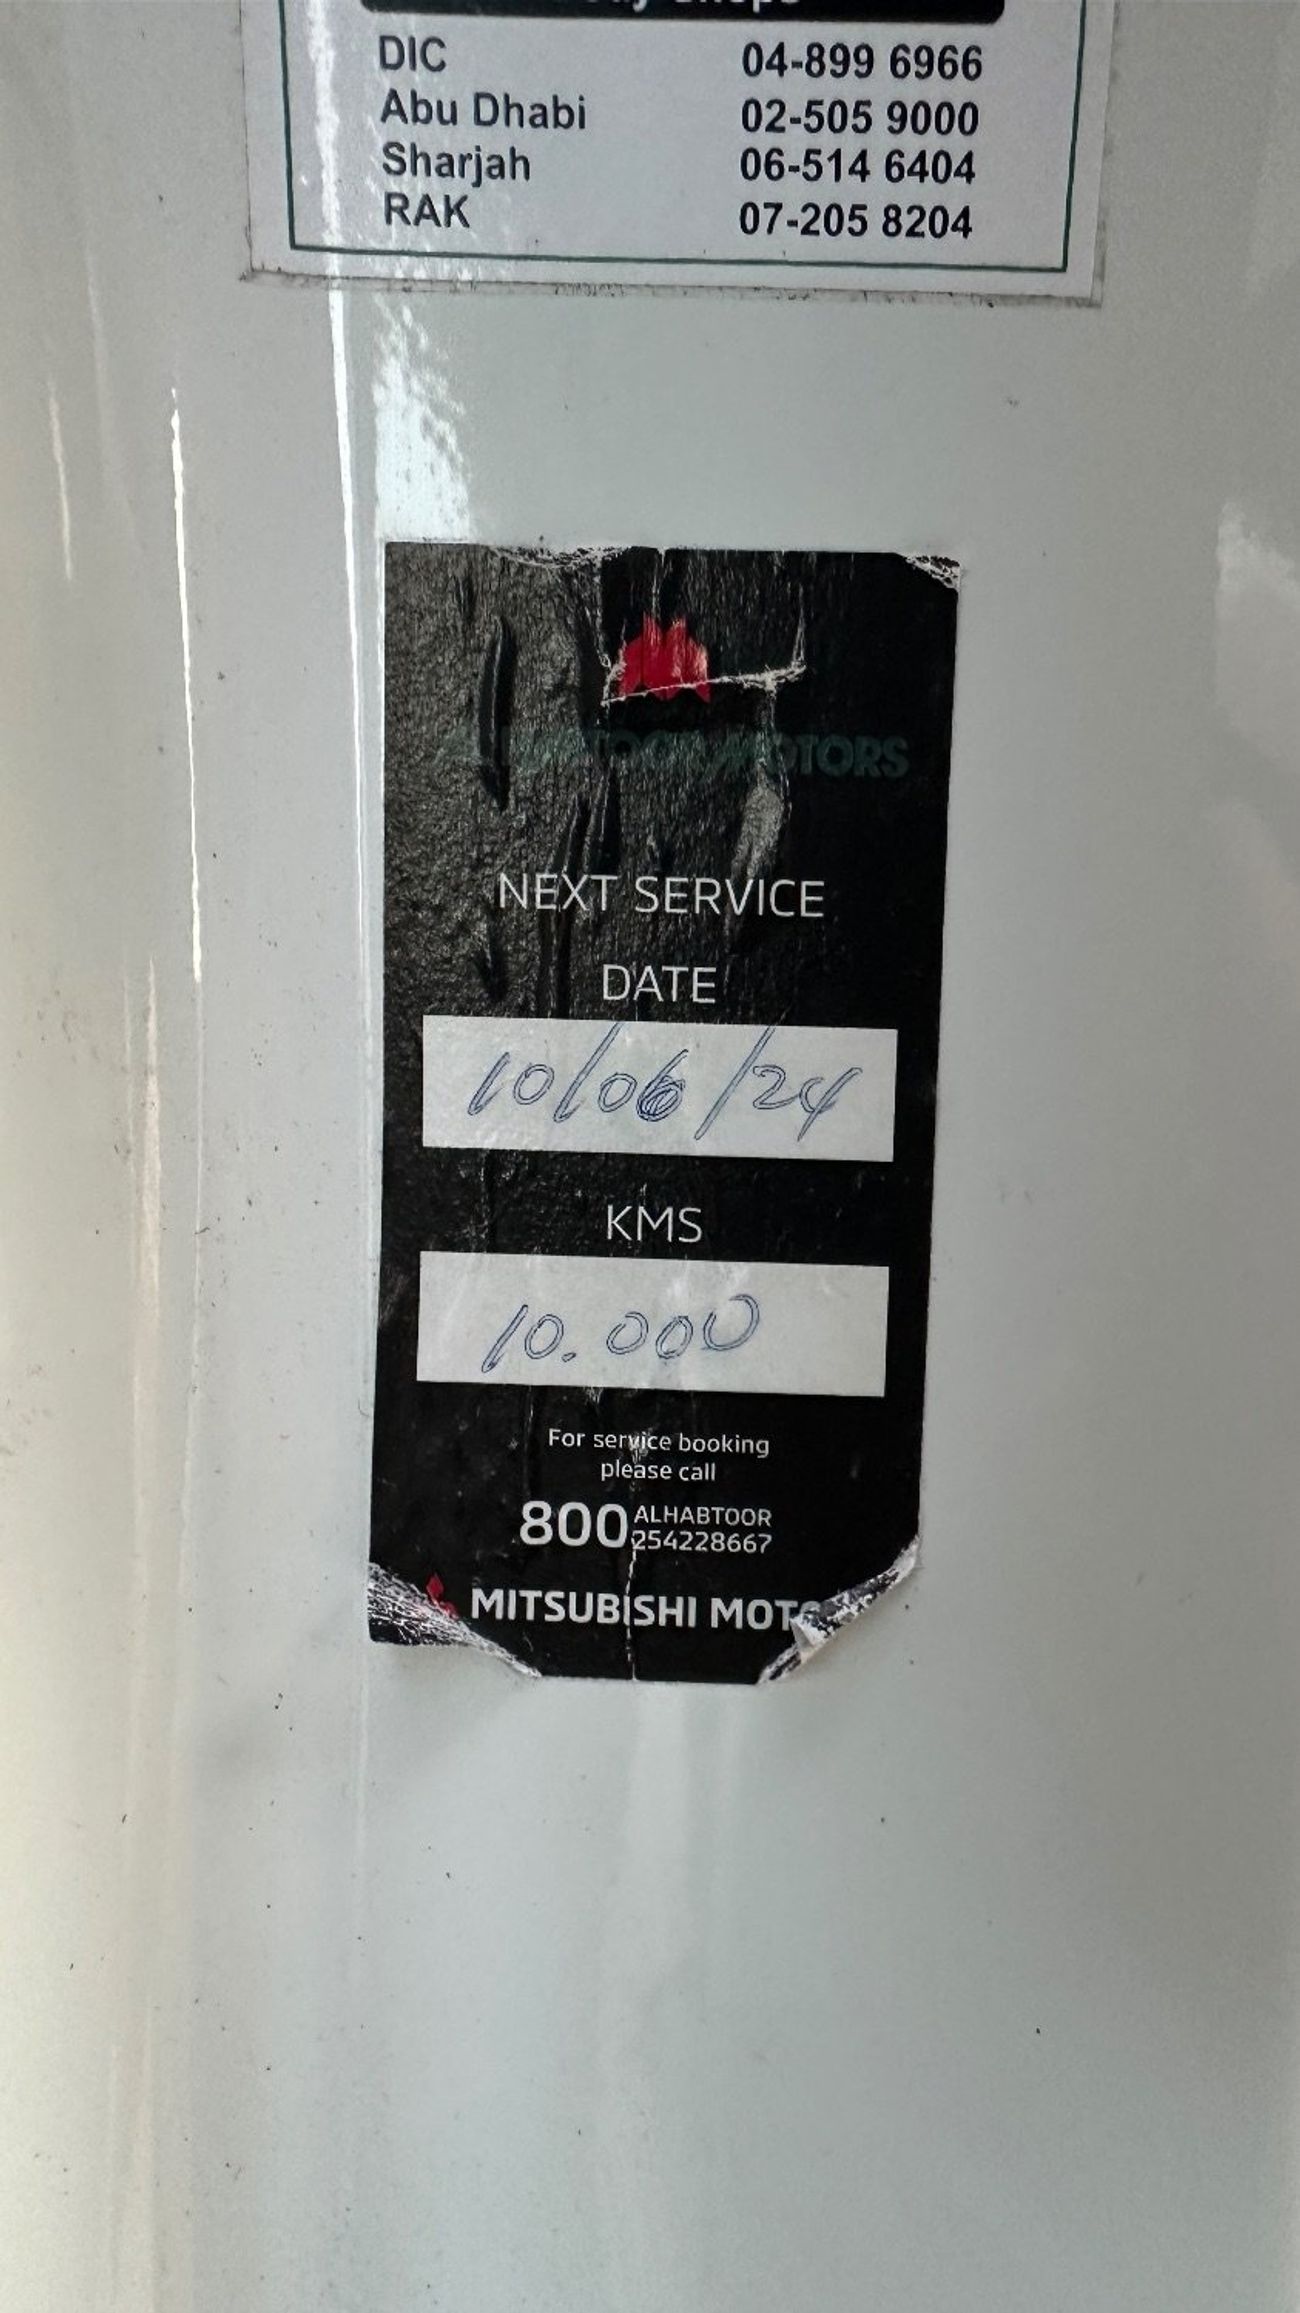 DIC 04-899 6966
Abu Dhabi 02-505 9000
Sharjah 06-514 6404
RAK 07-205 8204
MOTORS
NEXT SERVICE
DATE
10/06/24
KMS
10.000
For service booking
please call
800 ALHABTOOR
254228667
MITSUBISHI